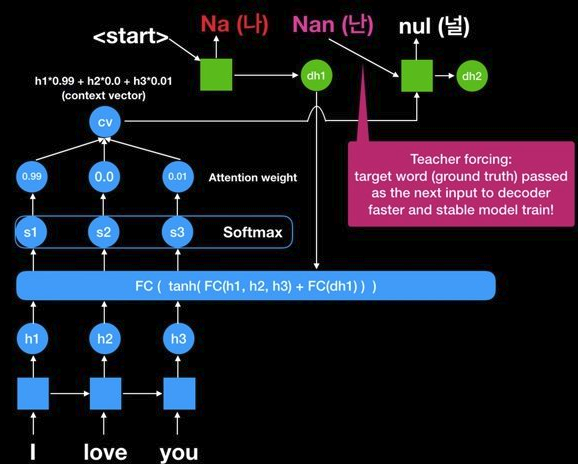 <start>
Na (나)
Nan (난)
nul (널)
dh1
dh2
h1*0.99 + h2*0.0 + h3*0.01
(context vector)
cv
0.99
0.0
0.01
Attention weight
Teacher forcing:
target word (ground truth) passed
as the next input to decoder
faster and stable model train!
s1
s2
s3
Softmax
FC ( tanh( FC(h1, h2, h3) + FC(dh1) ) )
h1
h2
h3
I
love
you